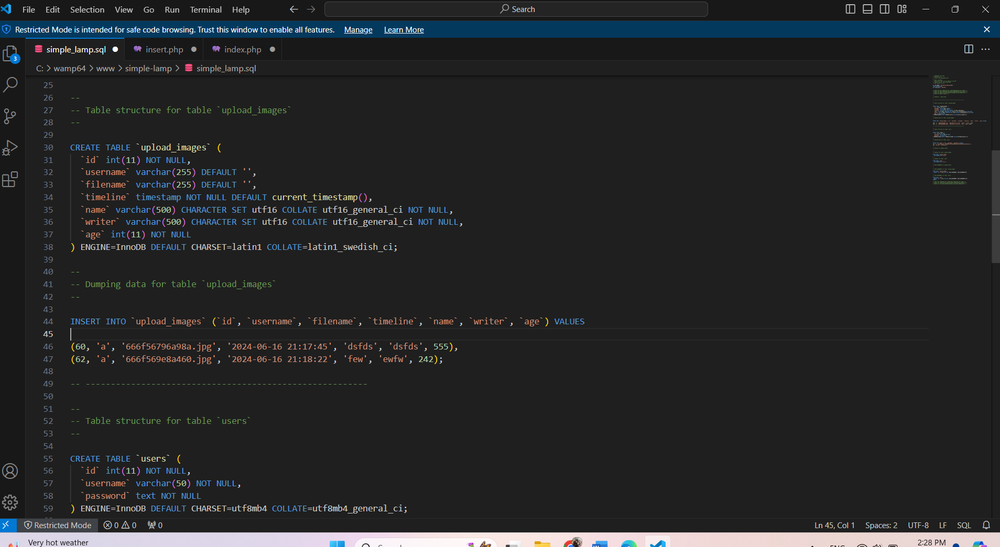 File Edit Selection View Go Run Terminal Help
Search
Restricted Mode is intended for safe code browsing. Trust this window to enable all features. Manage Learn More
3
simple_lamp.sql insert.php index.php
C: > wamp64 > www > simple-lamp > simple_lamp.sql
25
26 --
27 -- Table structure for table `upload_images`
28 --
29
30 CREATE TABLE `upload_images` (
31 `id` int(11) NOT NULL,
32 `username` varchar(255) DEFAULT '',
33 `filename` varchar(255) DEFAULT '',
34 `timeline` timestamp NOT NULL DEFAULT current_timestamp(),
35 `name` varchar(500) CHARACTER SET utf16 COLLATE utf16_general_ci NOT NULL,
36 `writer` varchar(500) CHARACTER SET utf16 COLLATE utf16_general_ci NOT NULL,
37 `age` int(11) NOT NULL
38 ) ENGINE=InnoDB DEFAULT CHARSET=latin1 COLLATE=latin1_swedish_ci;
39
40 --
41 -- Dumping data for table `upload_images`
42 --
43
44 INSERT INTO `upload_images` (`id`, `username`, `filename`, `timeline`, `name`, `writer`, `age`) VALUES
45
46 (60, 'a', '666f56796a98a.jpg', '2024-06-16 21:17:45', 'dsfds', 'dsfds', 555),
47 (62, 'a', '666f569e8a460.jpg', '2024-06-16 21:18:22', 'few', 'ewfw', 242);
48
49 -- --------------------------------------------------------
50
51 --
52 -- Table structure for table `users`
53 --
54
55 CREATE TABLE `users` (
56 `id` int(11) NOT NULL,
57 `username` varchar(50) NOT NULL,
58 `password` text NOT NULL
59 ) ENGINE=InnoDB DEFAULT CHARSET=utf8mb4 COLLATE=utf8mb4_general_ci;
Restricted Mode 0 0 0 Ln 45, Col 1 Spaces: 2 UTF-8 LF SQL
Very hot weather
2:28 PM